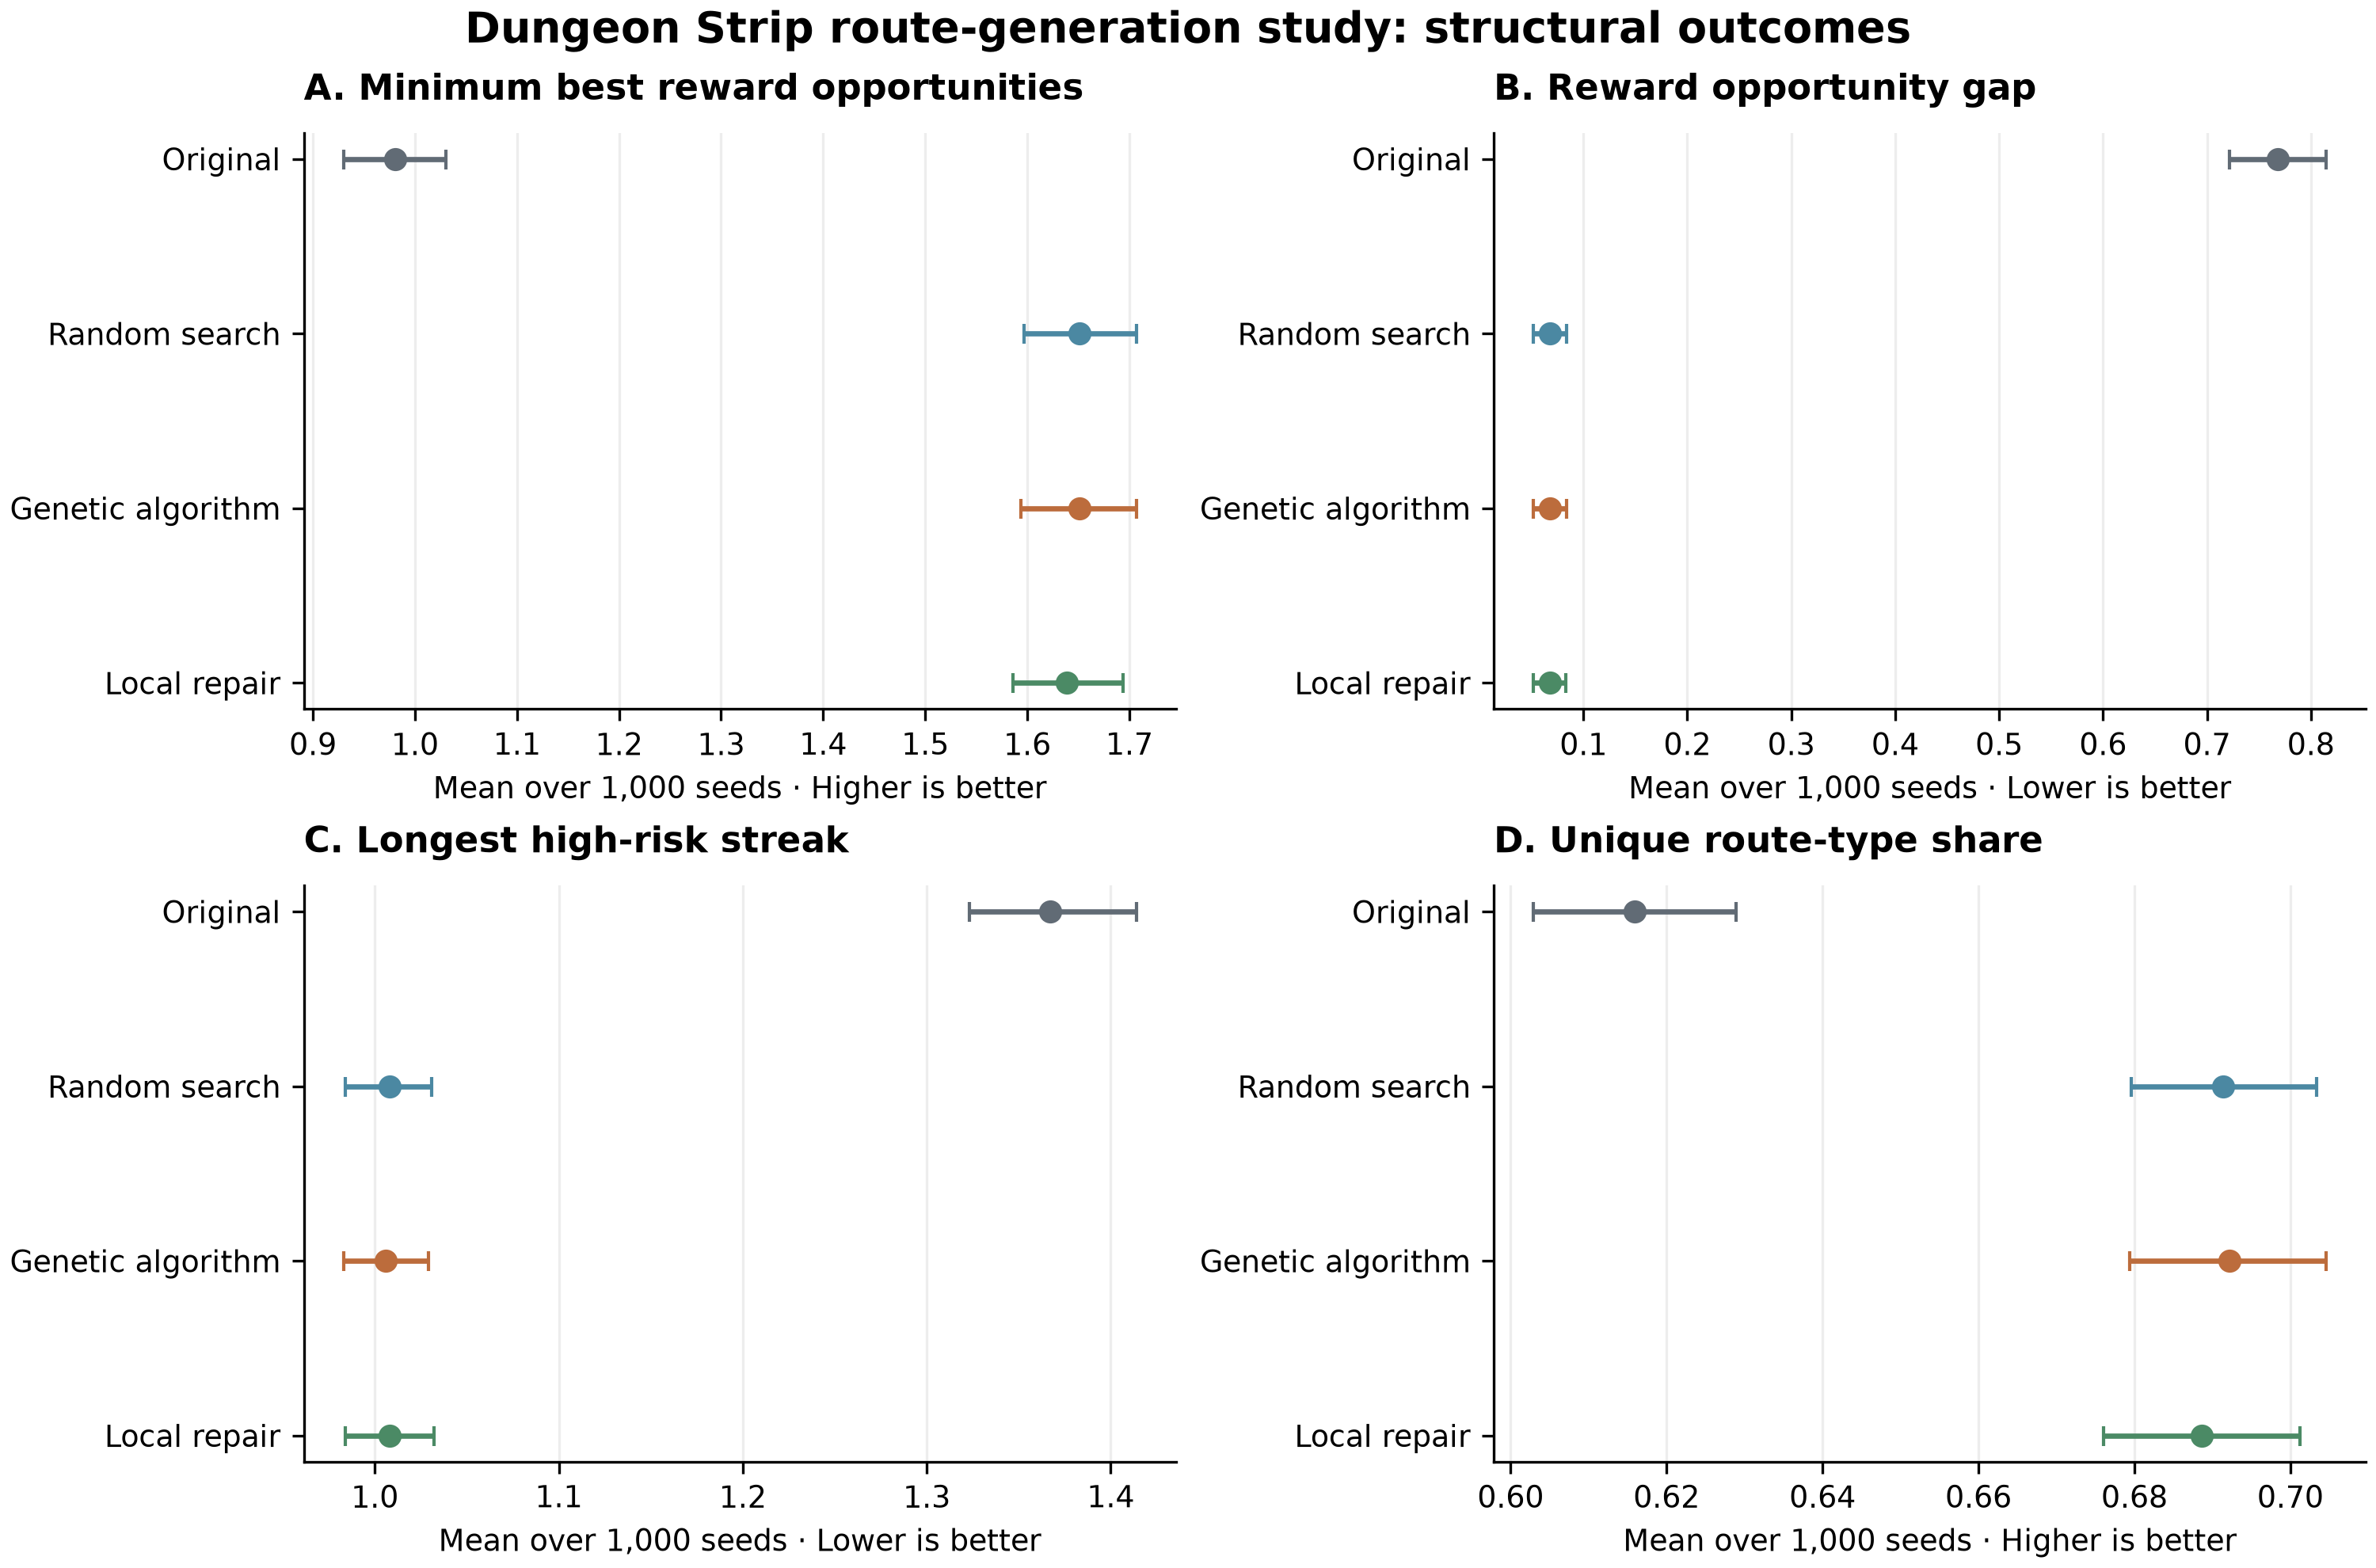 Dungeon Strip route-generation study: structural outcomes
A. Minimum best reward opportunities
Original
Random search
Genetic algorithm
Local repair
0.9 1.0 1.1 1.2 1.3 1.4 1.5 1.6 1.7
Mean over 1,000 seeds · Higher is better
B. Reward opportunity gap
Original
Random search
Genetic algorithm
Local repair
0.1 0.2 0.3 0.4 0.5 0.6 0.7 0.8
Mean over 1,000 seeds · Lower is better
C. Longest high-risk streak
Original
Random search
Genetic algorithm
Local repair
1.0 1.1 1.2 1.3 1.4
Mean over 1,000 seeds · Lower is better
D. Unique route-type share
Original
Random search
Genetic algorithm
Local repair
0.60 0.62 0.64 0.66 0.68 0.70
Mean over 1,000 seeds · Higher is better